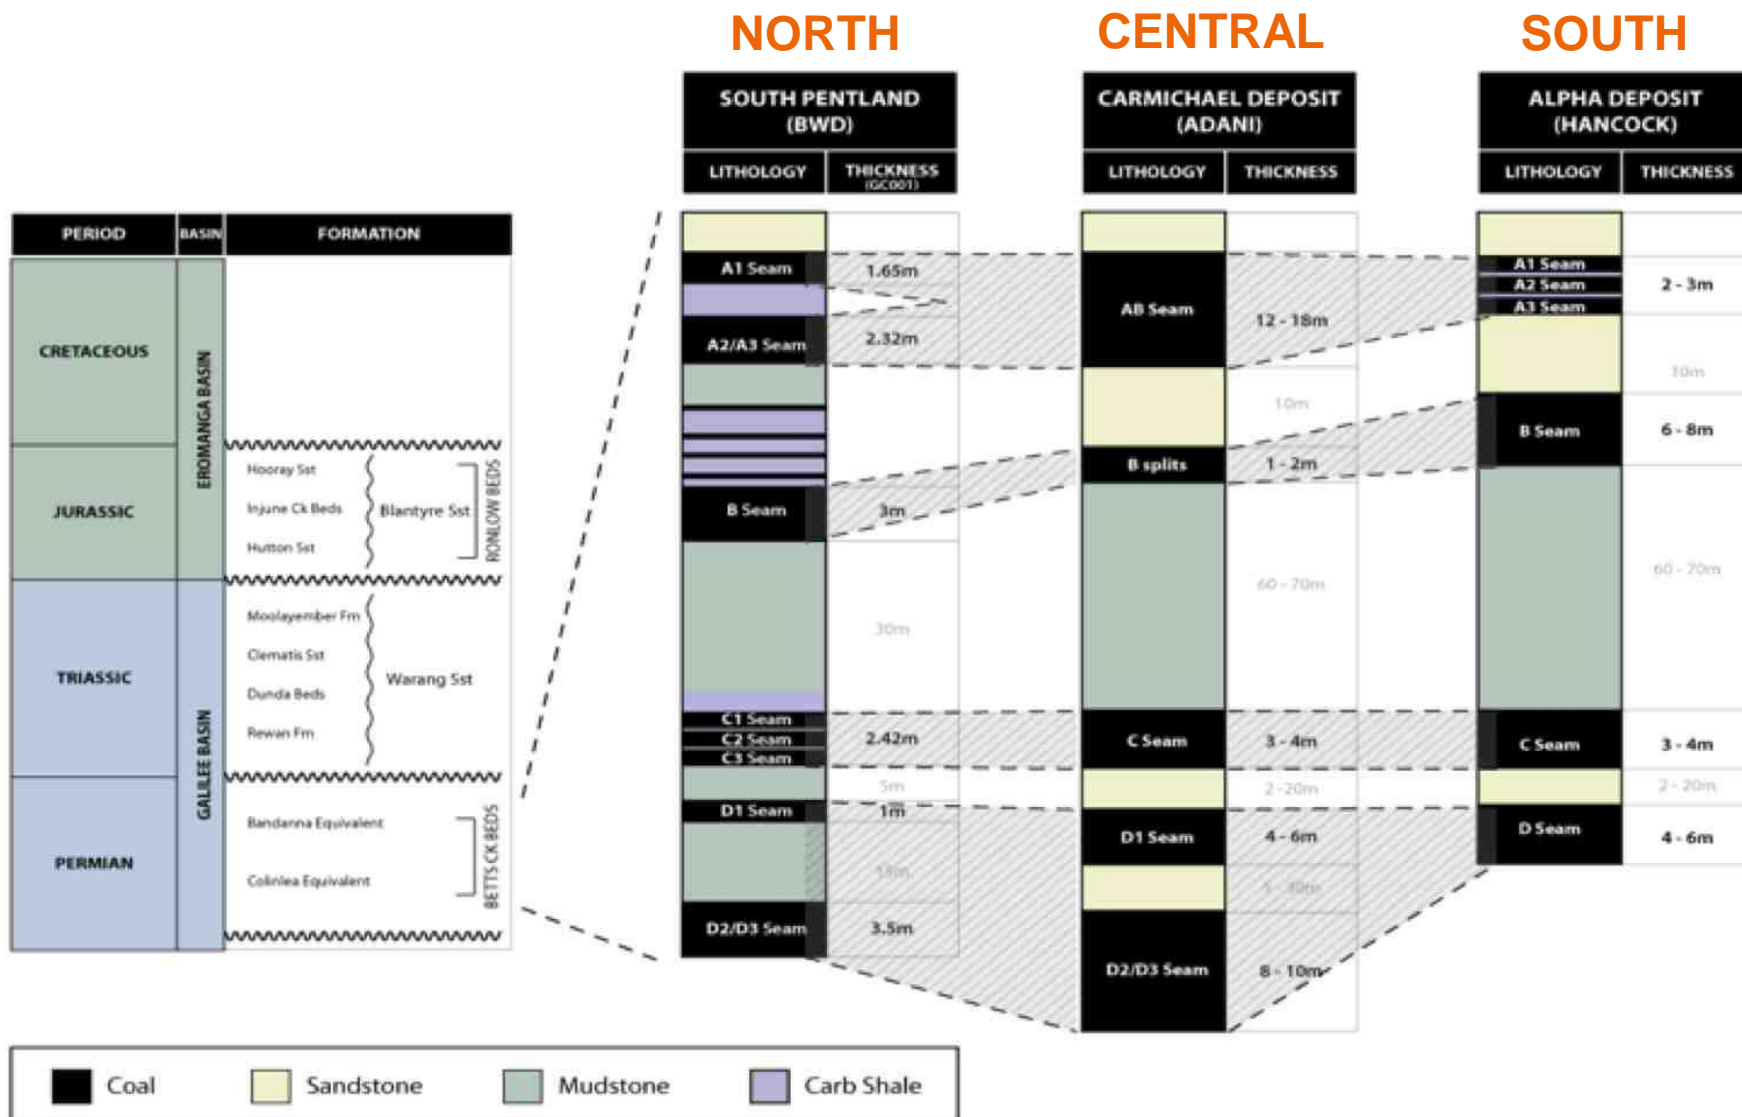 NORTH
CENTRAL
SOUTH
SOUTH PENTLAND
(BWD)
LITHOLOGY
THICKNESS
(GC001)
CARMICHAEL DEPOSIT
(ADANI)
LITHOLOGY
THICKNESS
ALPHA DEPOSIT
(HANCOCK)
LITHOLOGY
THICKNESS
PERIOD
BASIN
FORMATION
CRETACEOUS
JURASSIC
TRIASSIC
PERMIAN
EROMANGA BASIN
GALILEE BASIN
Hooray Sst
Injune Ck Beds
Hutton Sst
Blantyre Sst
RONLOW BEDS
Moolayember Fm
Clematis Sst
Dunda Beds
Rewan Fm
Warang Sst
Bandanna Equivalent
Colinlea Equivalent
BETTS CK BEDS
A1 Seam
1.65m
A2/A3 Seam
2.32m
B Seam
3m
30m
C1 Seam
C2 Seam
C3 Seam
2.42m
5m
D1 Seam
1m
D2/D3 Seam
3.5m
AB Seam
12 - 18m
10m
B splits
1 - 2m
60 - 70m
C Seam
3 - 4m
2 -20m
D1 Seam
4 - 6m
D2/D3 Seam
8 - 10m
A1 Seam
A2 Seam
A3 Seam
2 - 3m
10m
B Seam
6 - 8m
60 - 70m
C Seam
3 - 4m
2 - 20m
D Seam
4 - 6m
Coal
Sandstone
Mudstone
Carb Shale